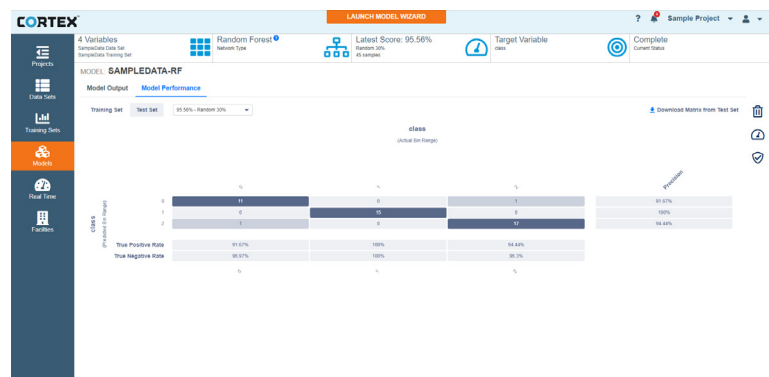 CORTEX
LAUNCH MODEL WIZARD
? Sample Project
4 Variables
SampleData Data Set
SampleData Training Set
Random Forest
Network Type
Latest Score: 95.56%
Random 30%
45 samples
Target Variable
class
Complete
Current Status
Projects
Data Sets
Training Sets
Models
Real Time
Facilities
MODEL: SAMPLEDATA-RF
Model Output Model Performance
Training Set Test Set 95.56% - Random 30%
Download Matrix from Test Set
class
(Actual Bin Range)
Precision
class
(Predicted Bin Range)
0 11 0 1 91.67%
1 0 15 0 100%
2 1 0 17 94.44%
True Positive Rate 91.67% 100% 94.44%
True Negative Rate 96.97% 100% 96.3%